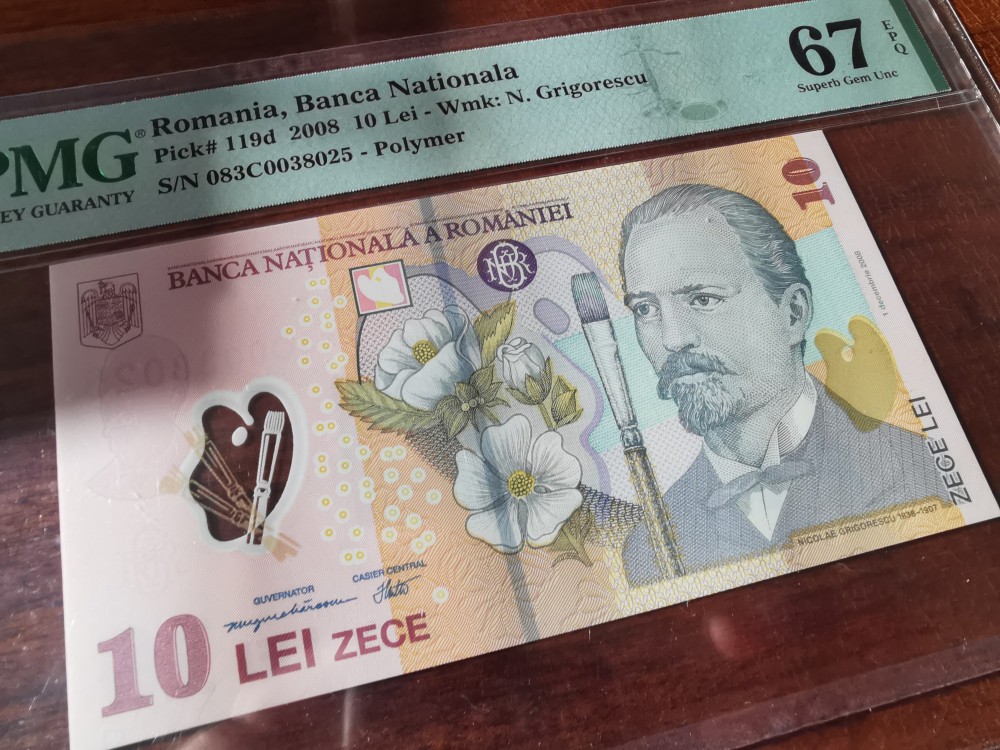 PMG®
EY GUARANTY
Romania, Banca Nationala
Pick# 119d 2008 10 Lei - Wmk: N. Grigorescu
S/N 083C0038025 - Polymer
67
EPQ
Superb Gem Unc
BANCA NAȚIONALĂ A ROMÂNIEI
10
1 decembrie 2008
ZECE LEI
NICOLAE GRIGORESCU 1838-1907
GUVERNATOR
CASIER CENTRAL
10 LEI ZECE